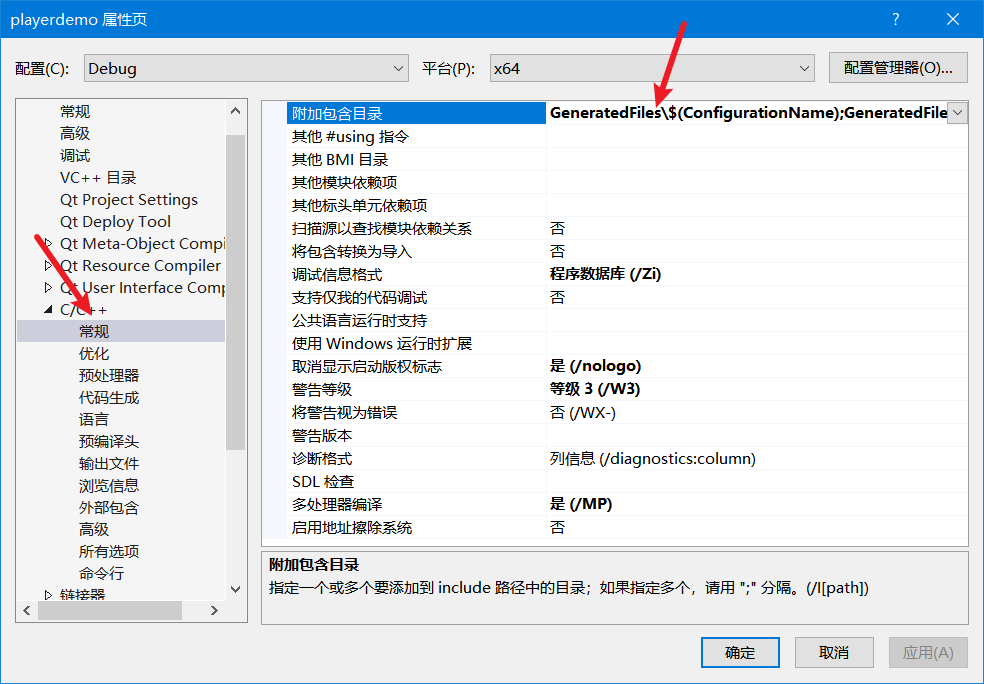 playerdemo 属性页
?
配置(C):
Debug
平台(P):
x64
配置管理器(O)...
常规
高级
调试
VC++ 目录
Qt Project Settings
Qt Deploy Tool
Qt Meta-Object Compi
Qt Resource Compiler
Qt User Interface Comp
C/C++
常规
优化
预处理器
代码生成
语言
预编译头
输出文件
浏览信息
外部包含
高级
所有选项
命令行
链接器
附加包含目录 GeneratedFiles\$(ConfigurationName);GeneratedFile
其他 #using 指令
其他 BMI 目录
其他模块依赖项
其他标头单元依赖项
扫描源以查找模块依赖关系 否
将包含转换为导入 否
调试信息格式 程序数据库 (/Zi)
支持仅我的代码调试 否
公共语言运行时支持
使用 Windows 运行时扩展
取消显示启动版权标志 是 (/nologo)
警告等级 等级 3 (/W3)
将警告视为错误 否 (/WX-)
警告版本
诊断格式 列信息 (/diagnostics:column)
SDL 检查
多处理器编译 是 (/MP)
启用地址擦除系统 否
附加包含目录
指定一个或多个要添加到 include 路径中的目录；如果指定多个，请用 ";" 分隔。(/I[path])
确定
取消
应用(A)